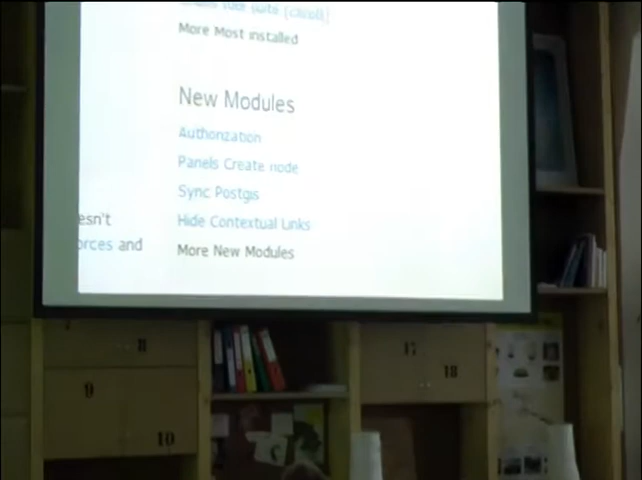 More Most installed
New Modules
Authorization
Panels Create node
Sync Postgis
esn't
Hide Contextual Links
orces and
More New Modules
8
17
9
18
10